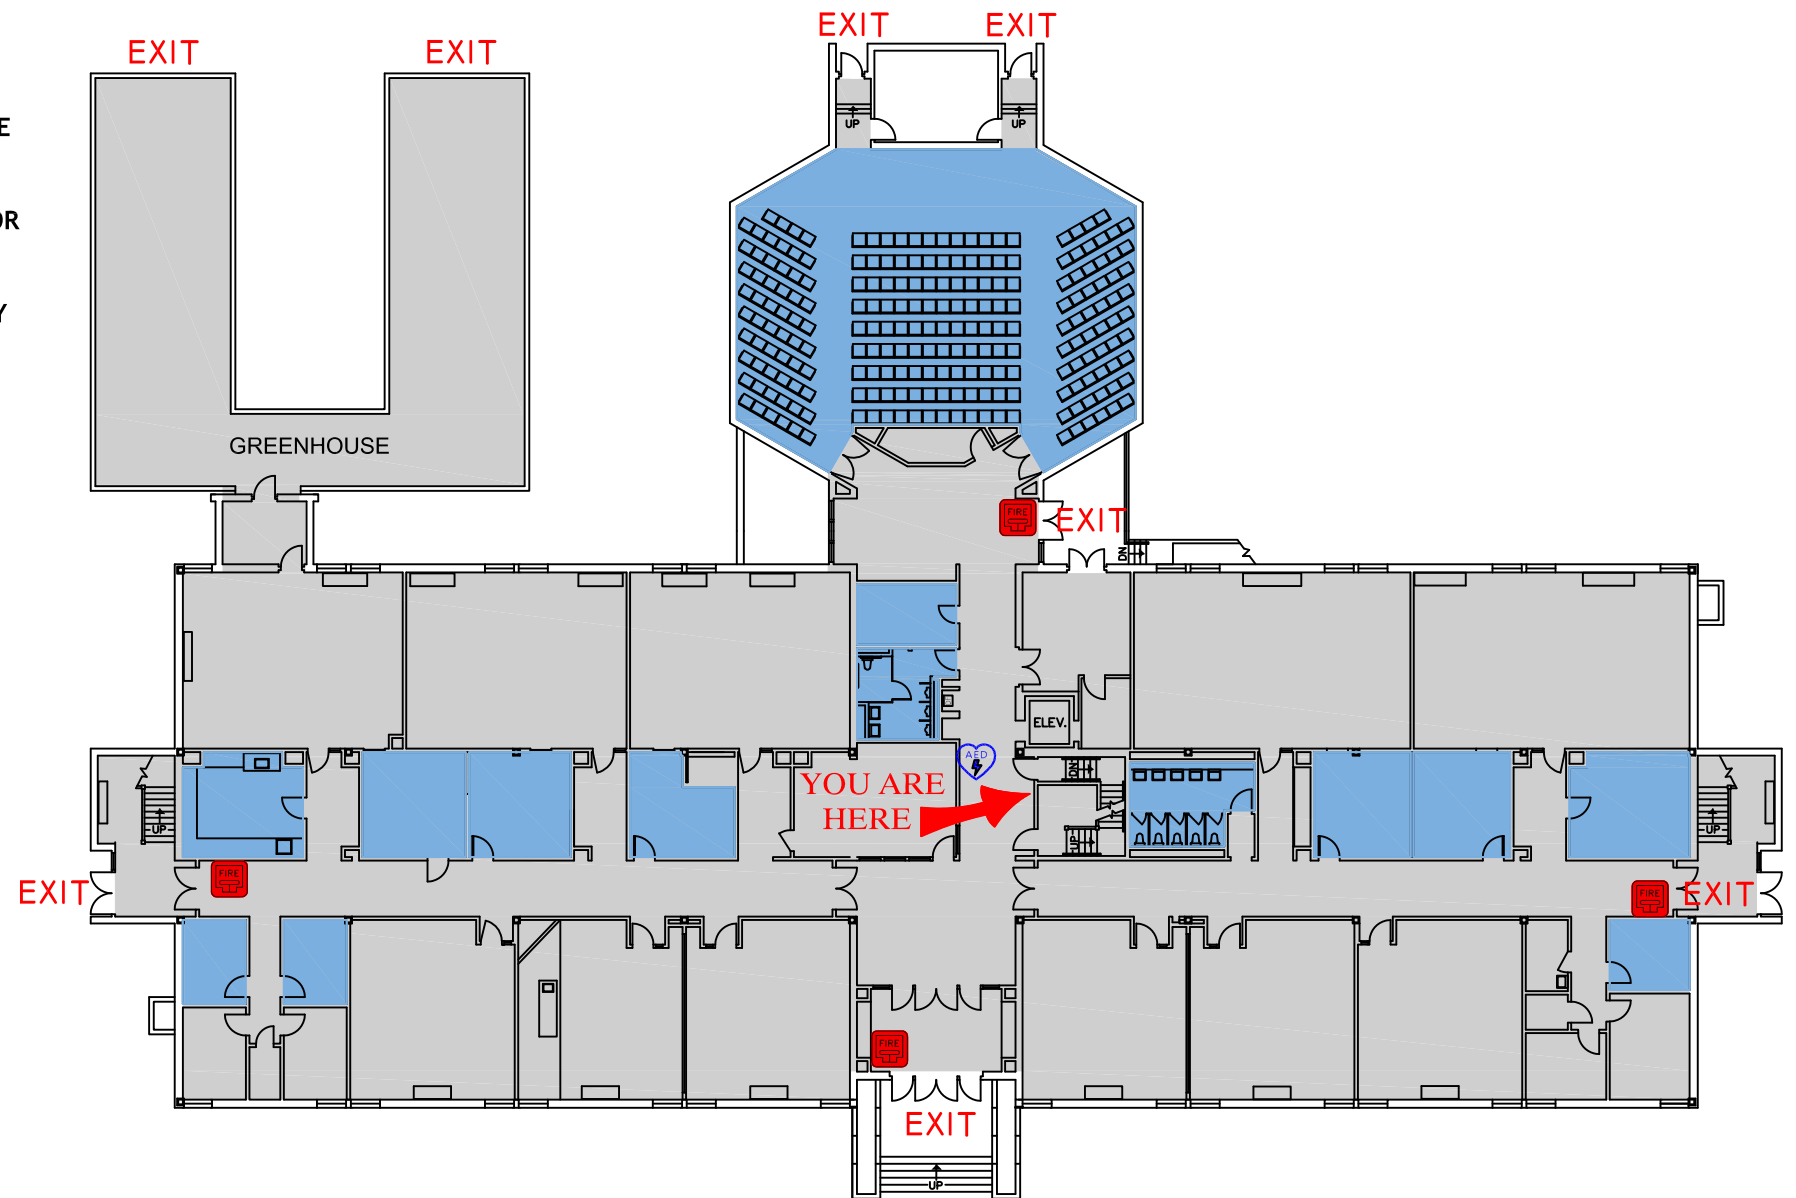 EXIT EXIT
EXIT EXIT
E
UP UP
OR
Y
GREENHOUSE
FIRE
EXIT
DN
ELEV.
AED
YOU ARE
HERE
DN
UP
UP
UP
FIRE
EXIT
FIRE
EXIT
FIRE
EXIT
UP